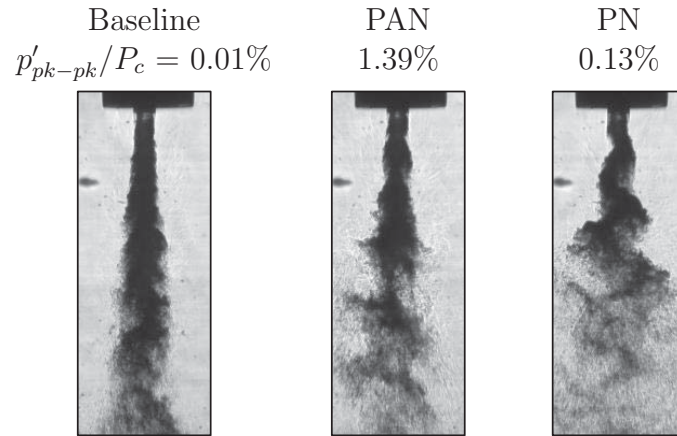 Baseline PAN PN
p′pk−pk/Pc = 0.01% 1.39% 0.13%